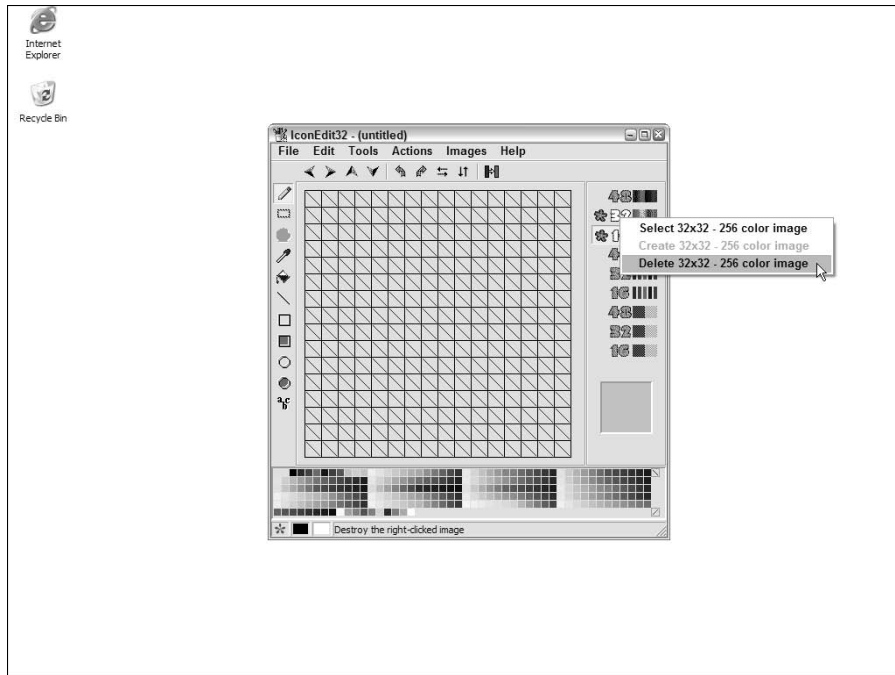 Internet
Explorer
Recycle Bin
IconEdit32 - (untitled)
File Edit Tools Actions Images Help
48
32
Select 32x32 - 256 color image
Create 32x32 - 256 color image
Delete 32x32 - 256 color image
16
48
32
16
a b c
Destroy the right-clicked image